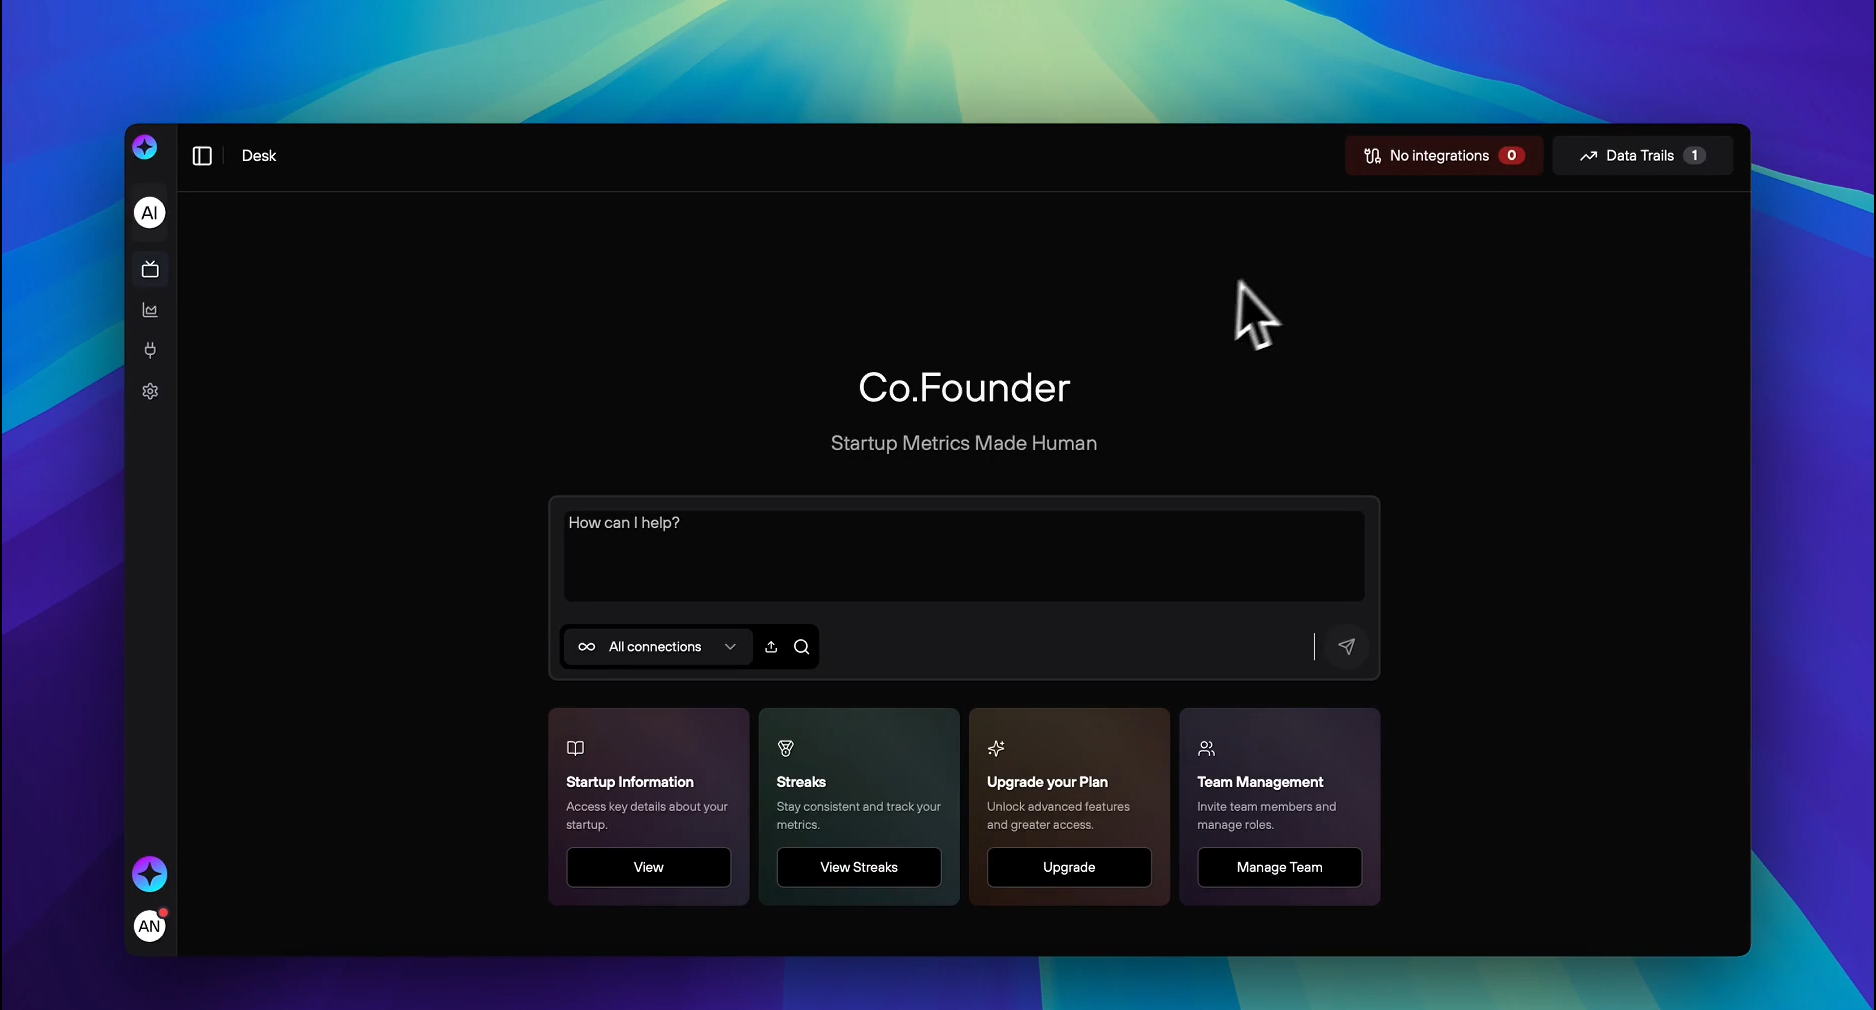 Desk
No integrations 0
Data Trails 1
AI
Co.Founder
Startup Metrics Made Human
How can I help?
All connections
Startup Information
Access key details about your
startup.
View
Streaks
Stay consistent and track your
metrics.
View Streaks
Upgrade your Plan
Unlock advanced features
and greater access.
Upgrade
Team Management
Invite team members and
manage roles.
Manage Team
AN